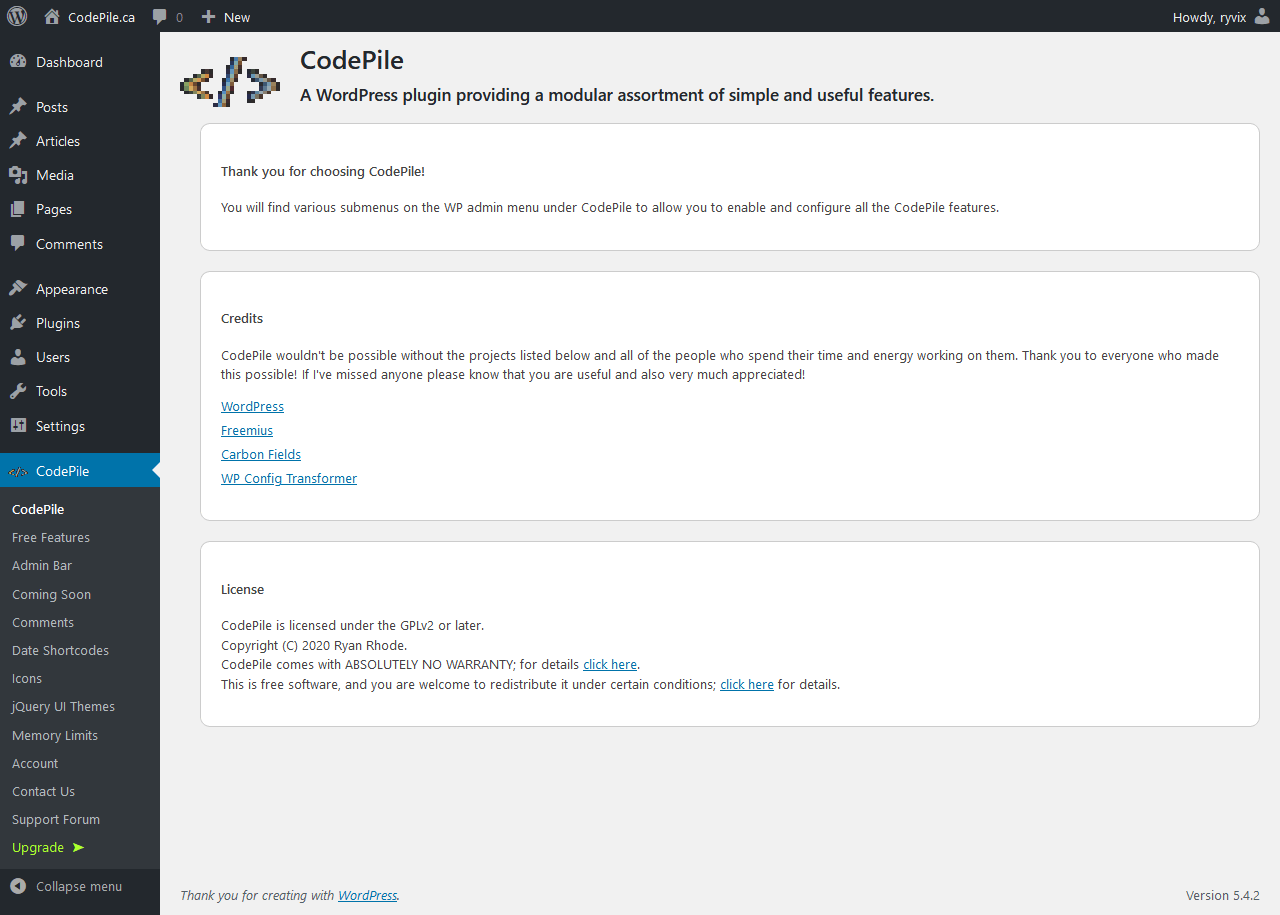 CodePile.ca
0
New
Howdy, ryvix
Dashboard
Posts
Articles
Media
Pages
Comments
Appearance
Plugins
Users
Tools
Settings
</> CodePile
CodePile
Free Features
Admin Bar
Coming Soon
Comments
Date Shortcodes
Icons
jQuery UI Themes
Memory Limits
Account
Contact Us
Support Forum
Upgrade ➤
Collapse menu
</>
CodePile
A WordPress plugin providing a modular assortment of simple and useful features.
Thank you for choosing CodePile!
You will find various submenus on the WP admin menu under CodePile to allow you to enable and configure all the CodePile features.
Credits
CodePile wouldn't be possible without the projects listed below and all of the people who spend their time and energy working on them. Thank you to everyone who made
this possible! If I've missed anyone please know that you are useful and also very much appreciated!
WordPress
Freemius
Carbon Fields
WP Config Transformer
License
CodePile is licensed under the GPLv2 or later.
Copyright (C) 2020 Ryan Rhode.
CodePile comes with ABSOLUTELY NO WARRANTY; for details click here.
This is free software, and you are welcome to redistribute it under certain conditions; click here for details.
Thank you for creating with WordPress.
Version 5.4.2